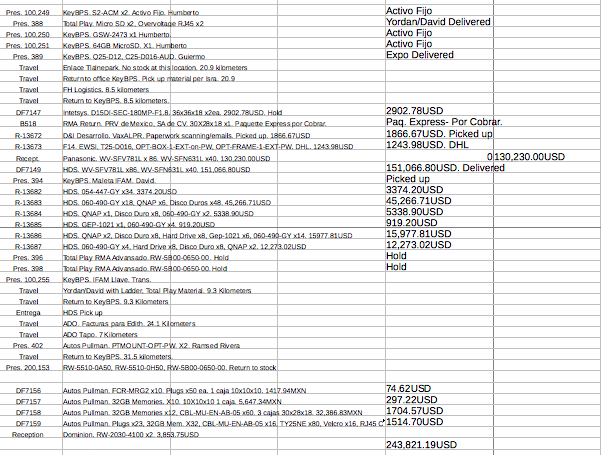 Pres. 100,249 KeyBPS. S2-ACM x2. Activo Fijo. Humberto Activo Fijo
Pres. 388 Total Play. Micro SD x2, Overvoltage RJ45 x2 Yordan/David Delivered
Pres. 100,250 KeyBPS. GSW-2473 x1 Humberto. Activo Fijo
Pres. 100,251 KeyBPS. 64GB MicroSD. X1. Humberto Activo Fijo
Pres. 389 KeyBPS. Q25-D12, C25-D016-AUD. Guiermo Expo Delivered
Travel Enlace Tlainepark. No stock at this location. 20.9 kilometers
Travel Return to office KeyBPS. Pick up material per Isra. 20.9
Travel FH Logistics. 8.5 kilometers
Travel Return to KeyBPS. 8.5 kilometers.
DF7147 Intetsys. D15DI-SEC-180MP-F1.8. 36x36x18 x2ea. 2902.78USD. Hold 2902.78USD
B518 RMA Return. PRV de Mexico, SA de CV. 30X28x18 x1. Paquette Express por Cobrar. Paq. Express- Por Cobrar.
R-13672 D&I Desarrollo. VaxALPR. Paperwork scanning/emails. Picked up. 1866.67USD 1866.67USD. Picked up
R-13673 F14. EWSI, T25-D016, OPT-BOX-1-EXT-on-PW, OPT-FRAME-1-EXT-PW. DHL. 1243.98USD 1243.98USD. DHL
Recept. Panasonic. WV-SFV781L x 86, WV-SFN631L x40. 130,230.00USD 0 130,230.00USD
DF7149 HDS. WV-SFV781L x86, WV-SFN631L x40. 151,066.80USD 151,066.80USD. Delivered
Pres. 394 KeyBPS. Maleta IFAM. David. Picked up
R-13682 HDS. 054-447-GY x34. 3374.20USD 3374.20USD
R-13683 HDS. 060-490-GY x18, QNAP x6, Disco Duros x48. 45,266.71USD 45,266.71USD
R-13684 HDS. QNAP x1, Disco Duro x8, 060-490-GY x2. 5338.90USD 5338.90USD
R-13685 HDS. GEP-1021 x1, 060-490-GY x4. 919.20USD 919.20USD
R-13686 HDS. QNAP x2, Disco Duro x8, Hard Drive x8, Gep-1021 x6, 060-490-GY x14. 15977.81USD 15,977.81USD
R-13687 HDS. 060-490-GY x4, Hard Drive x8, Disco Duro x8, QNAP x2. 12,273.02USD 12,273.02USD
Pres. 396 Total Play RMA Advansado. RW-5B00-0650-00. Hold Hold
Pres. 398 Total Play RMA Advansado. RW-5B00-0650-00. Hold Hold
Pres. 100,255 KeyBPS. IFAM Llave. Trans.
Travel Yordan/David with Ladder, Total Play Material. 9.3 Kilometers
Travel Return to KeyBPS. 9.3 Kilometers
Entrega HDS Pick up
Travel ADO. Facturas para Edith. 24.1 Kilometers
Travel ADO Tapo. 7 Kilometers
Pres. 402 Autos Pullman. PTMOUNT-OPT-PW. X2. Ramsed Rivera
Travel Return to KeyBPS. 31.5 kilometers.
Pres. 200,153 RW-5510-0A50, RW-5510-0H50, RW-5B00-0650-00. Return to stock
DF7156 Autos Pullman. FCR-MRG2 x10. Plugs x50 ea. 1 caja 10x10x10. 1417.94MXN 74.62USD
DF7157 Autos Pullman. 32GB Memories. X10. 10X10x10 1 caja. 5,647.34MXN 297.22USD
DF7158 Autos Pullman. 32GB Memories x12, CBL-MU-EN-AB-05 x60. 3 cajas 30x28x18. 32,386.83MXN 1704.57USD
DF7159 Autos Pullman. Plugs x23, 32GB Mem. X32, CBL-MU-EN-AB-05 x16, TY25NE x80, Velcro x16, RJ45 C 1514.70USD
Reception Dominion. RW-2030-4100 x2. 3,853.75USD
243,821.19USD